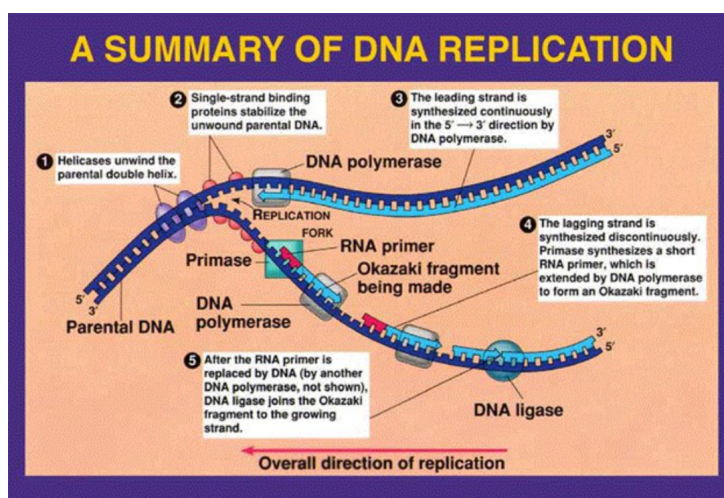 A SUMMARY OF DNA REPLICATION
1 Helicases unwind the
parental double helix.
2 Single-strand binding
proteins stabilize the
unwound parental DNA.
3 The leading strand is
synthesized continuously
in the 5′ → 3′ direction by
DNA polymerase.
DNA polymerase
3′
5′
REPLICATION
FORK
Primase
RNA primer
Okazaki fragment
being made
4 The lagging strand is
synthesized discontinuously.
Primase synthesizes a short
RNA primer, which is
extended by DNA polymerase
to form an Okazaki fragment.
5′
3′
Parental DNA
DNA
polymerase
3′
5′
5 After the RNA primer is
replaced by DNA (by another
DNA polymerase, not shown),
DNA ligase joins the Okazaki
fragment to the growing
strand.
DNA ligase
Overall direction of replication